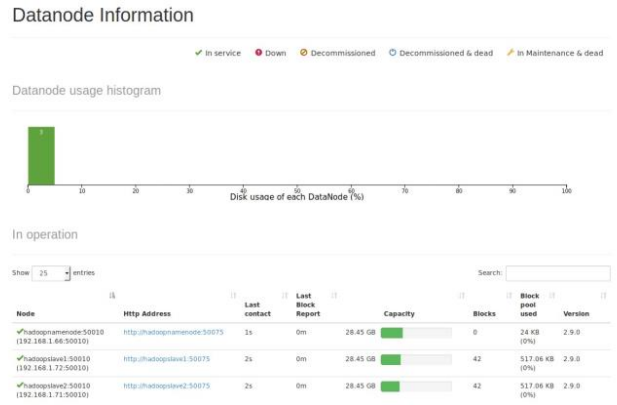 Datanode Information
In service Down Decommissioned Decommissioned & dead In Maintenance & dead
Datanode usage histogram
3
0 10 20 30 40 50 60 70 80 90 100
Disk usage of each DataNode (%)
In operation
Show 25 entries Search:
Node Http Address Last contact Last Block Report Capacity Blocks Block pool used Version
hadoopnamenode:50010 http://hadoopnamenode:50075 1s 0m 28.45 GB 0 24 KB 2.9.0
(192.168.1.66:50010) (0%)
hadoopslave1:50010 http://hadoopslave1:50075 2s 0m 28.45 GB 42 517.06 KB 2.9.0
(192.168.1.72:50010) (0%)
hadoopslave2:50010 http://hadoopslave2:50075 2s 0m 28.45 GB 42 517.06 KB 2.9.0
(192.168.1.71:50010) (0%)